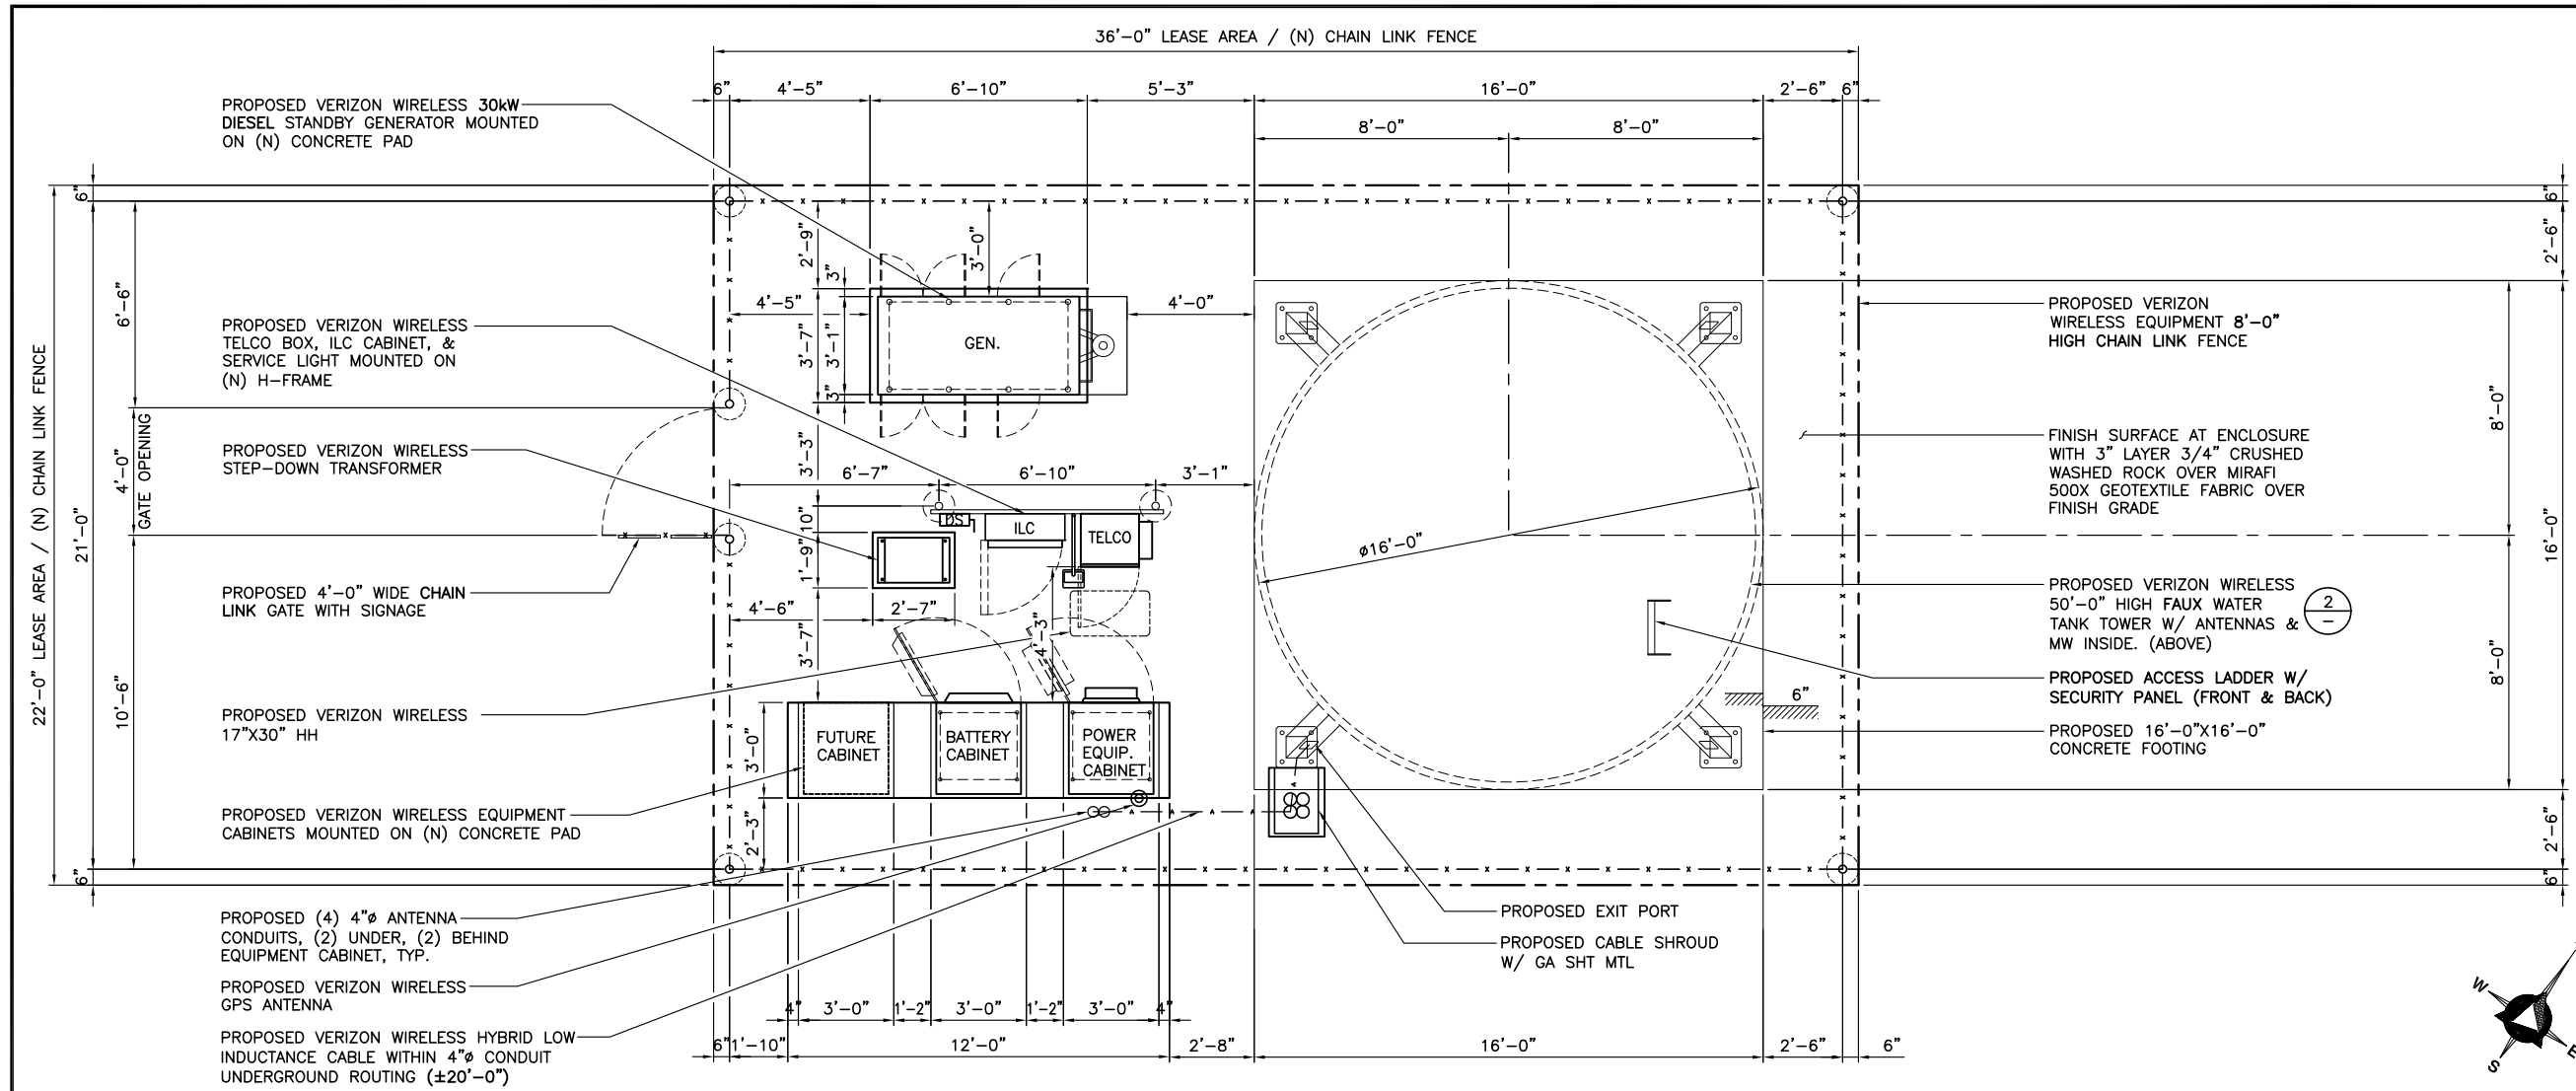 36'-0" LEASE AREA / (N) CHAIN LINK FENCE
6" 4'-5" 6'-10" 5'-3" 16'-0" 2'-6" 6"
8'-0" 8'-0"
PROPOSED VERIZON WIRELESS 30kW
DIESEL STANDBY GENERATOR MOUNTED
ON (N) CONCRETE PAD
PROPOSED VERIZON WIRELESS
TELCO BOX, ILC CABINET, &
SERVICE LIGHT MOUNTED ON
(N) H-FRAME
PROPOSED VERIZON WIRELESS
STEP-DOWN TRANSFORMER
PROPOSED 4'-0" WIDE CHAIN
LINK GATE WITH SIGNAGE
PROPOSED VERIZON WIRELESS
17"X30" HH
PROPOSED VERIZON WIRELESS EQUIPMENT
CABINETS MOUNTED ON (N) CONCRETE PAD
PROPOSED (4) 4"ø ANTENNA
CONDUITS, (2) UNDER, (2) BEHIND
EQUIPMENT CABINET, TYP.
PROPOSED VERIZON WIRELESS
GPS ANTENNA
PROPOSED VERIZON WIRELESS HYBRID LOW
INDUCTANCE CABLE WITHIN 4"ø CONDUIT
UNDERGROUND ROUTING (±20'-0")
22'-0" LEASE AREA / (N) CHAIN LINK FENCE
6"
21'-0"
6"
6'-6"
4'-0"
GATE OPENING
10'-6"
2'-9"
3'-0"
3"
3'-7"
3'-1"
3"
4'-5"
4'-0"
GEN.
3'-3"
6'-7" 6'-10" 3'-1"
10"
1'-9"
DS
ILC
TELCO
4'-6" 2'-7"
3'-7"
4'-3"
3'-0"
2'-3"
FUTURE
CABINET
BATTERY
CABINET
POWER
EQUIP.
CABINET
ø16'-0"
6"
4" 3'-0" 1'-2" 3'-0" 1'-2" 3'-0" 4"
6" 1'-10" 12'-0" 2'-8" 16'-0" 2'-6" 6"
PROPOSED EXIT PORT
PROPOSED CABLE SHROUD
W/ GA SHT MTL
PROPOSED VERIZON
WIRELESS EQUIPMENT 8'-0"
HIGH CHAIN LINK FENCE
FINISH SURFACE AT ENCLOSURE
WITH 3" LAYER 3/4" CRUSHED
WASHED ROCK OVER MIRAFI
500X GEOTEXTILE FABRIC OVER
FINISH GRADE
PROPOSED VERIZON WIRELESS
50'-0" HIGH FAUX WATER
TANK TOWER W/ ANTENNAS &
MW INSIDE. (ABOVE)
2
–
PROPOSED ACCESS LADDER W/
SECURITY PANEL (FRONT & BACK)
PROPOSED 16'-0"X16'-0"
CONCRETE FOOTING
6"
2'-6"
8'-0"
16'-0"
8'-0"
2'-6"
6"
W
S
E